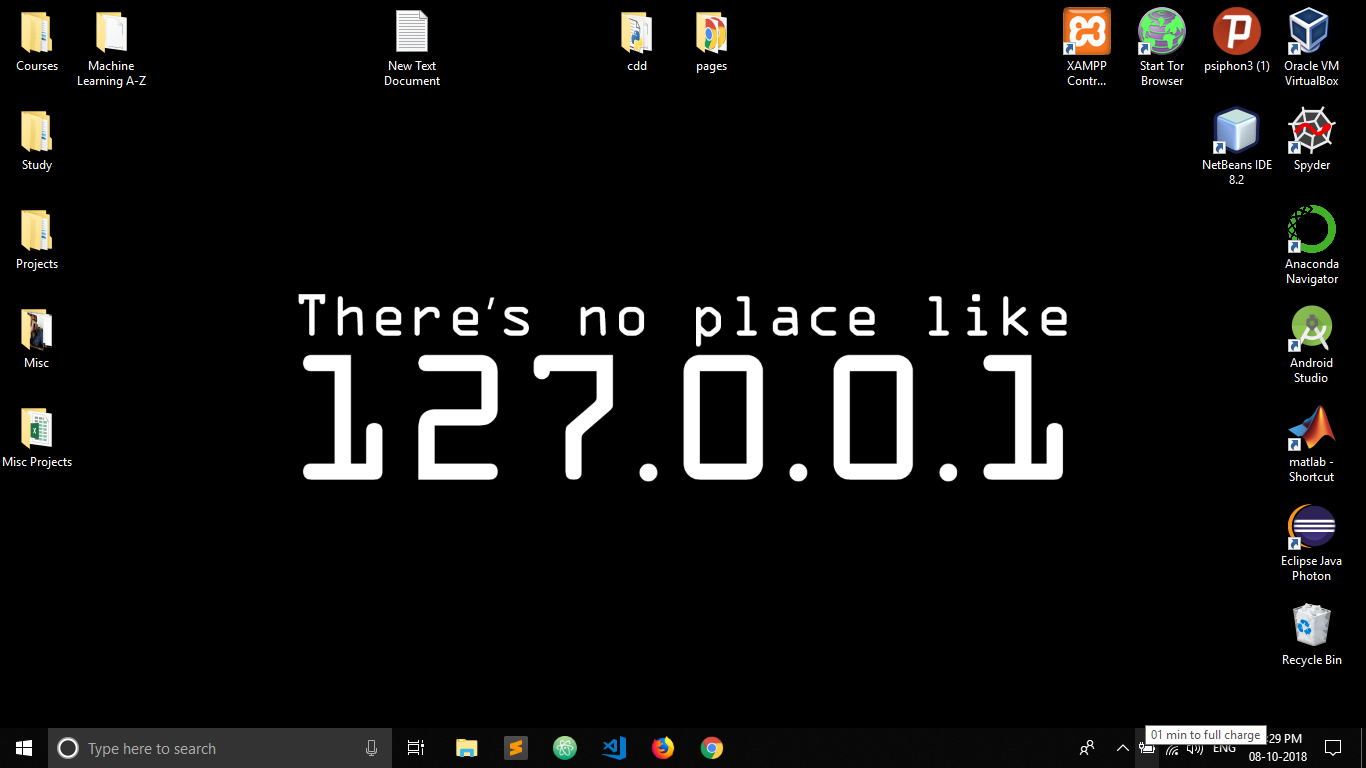 Courses
Machine
Learning A-Z
New Text
Document
cdd
pages
XAMPP
Contr...
Start Tor
Browser
psiphon3 (1)
Oracle VM
VirtualBox
Study
NetBeans IDE
8.2
Spyder
Projects
Anaconda
Navigator
There's no place like
127.0.0.1
Misc
Android
Studio
Misc Projects
matlab -
Shortcut
Eclipse Java
Photon
Recycle Bin
Type here to search
01 min to full charge
:29 PM
ENG
08-10-2018